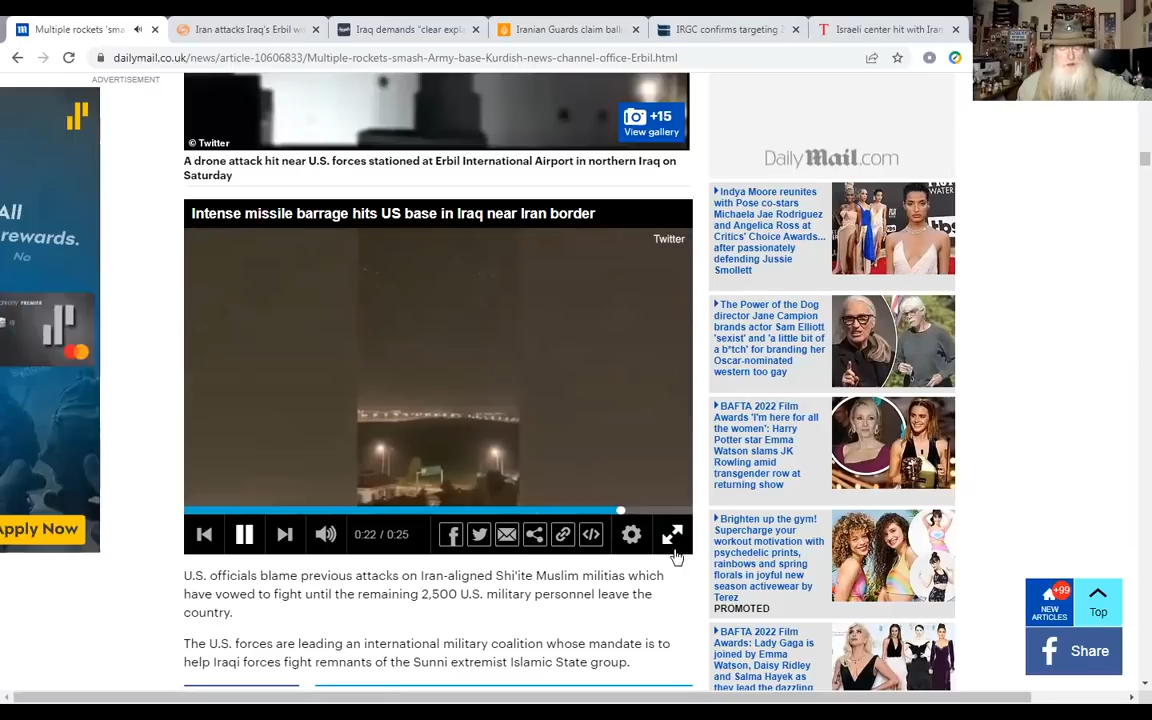 Multiple rockets 'sma
Iran attacks Iraq's Erbil w
Iraq demands "clear expl
Iranian Guards claim ball
IRGC confirms targeting
Israeli center hit with Iran
dailymail.co.uk/news/article-10606833/Multiple-rockets-smash-Army-base-Kurdish-news-channel-office-Erbil.html
ADVERTISEMENT
All
rewards.
No
PREMIER
Apply Now
+15
View gallery
© Twitter
A drone attack hit near U.S. forces stationed at Erbil International Airport in northern Iraq on
Saturday
Intense missile barrage hits US base in Iraq near Iran border
Twitter
0:22 / 0:25
U.S. officials blame previous attacks on Iran-aligned Shi'ite Muslim militias which
have vowed to fight until the remaining 2,500 U.S. military personnel leave the
country.
The U.S. forces are leading an international military coalition whose mandate is to
help Iraqi forces fight remnants of the Sunni extremist Islamic State group.
Daily Mail.com
Indya Moore reunites
with Pose co-stars
Michaela Jae Rodriguez
and Angelica Ross at
Critics' Choice Awards...
after passionately
defending Jussie
Smollett
The Power of the Dog
director Jane Campion
brands actor Sam Elliott
'sexist' and 'a little bit of
a b*tch' for branding her
Oscar-nominated
western too gay
BAFTA 2022 Film
Awards 'I'm here for all
the women': Harry
Potter star Emma
Watson slams JK
Rowling amid
transgender row at
returning show
Brighten up the gym!
Supercharge your
workout motivation with
psychedelic prints,
rainbows and spring
florals in joyful new
season activewear by
Terez
PROMOTED
BAFTA 2022 Film
Awards: Lady Gaga is
joined by Emma
Watson, Daisy Ridley
and Salma Hayek as
they lead the dazzling
+99
NEW
ARTICLES
Top
Share